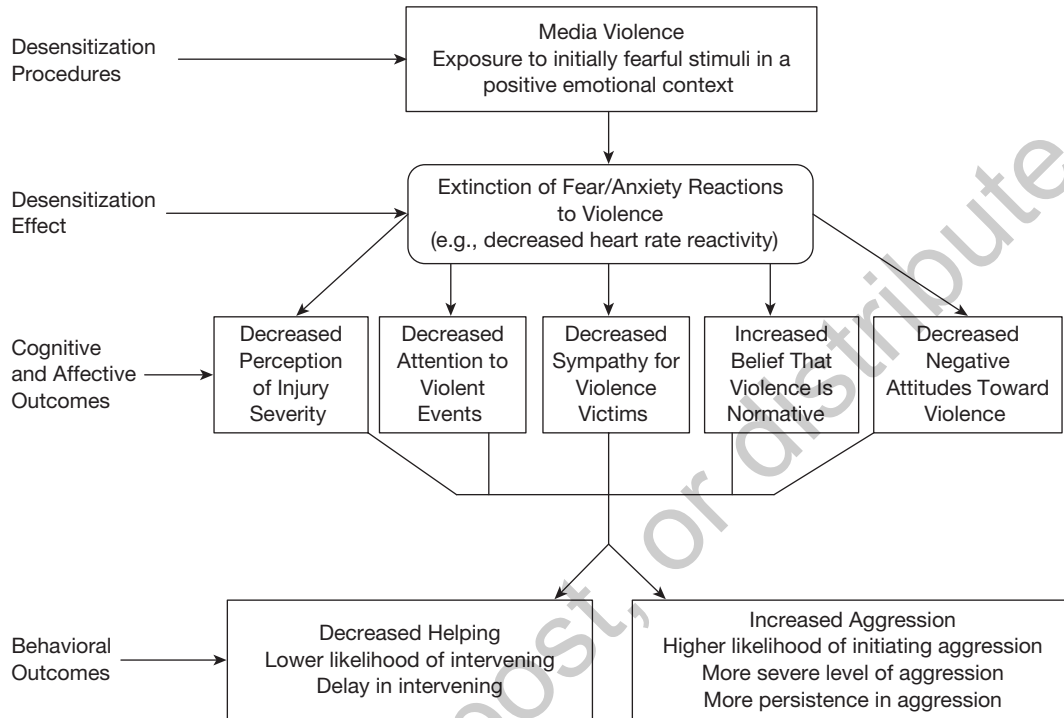 Desensitization
Procedures
Media Violence
Exposure to initially fearful stimuli in a
positive emotional context
Desensitization
Effect
Extinction of Fear/Anxiety Reactions
to Violence
(e.g., decreased heart rate reactivity)
Cognitive
and Affective
Outcomes
Decreased
Perception
of Injury
Severity
Decreased
Attention to
Violent
Events
Decreased
Sympathy for
Violence
Victims
Increased
Belief That
Violence Is
Normative
Decreased
Negative
Attitudes Toward
Violence
Behavioral
Outcomes
Decreased Helping
Lower likelihood of intervening
Delay in intervening
Increased Aggression
Higher likelihood of initiating aggression
More severe level of aggression
More persistence in aggression
post, or distribute